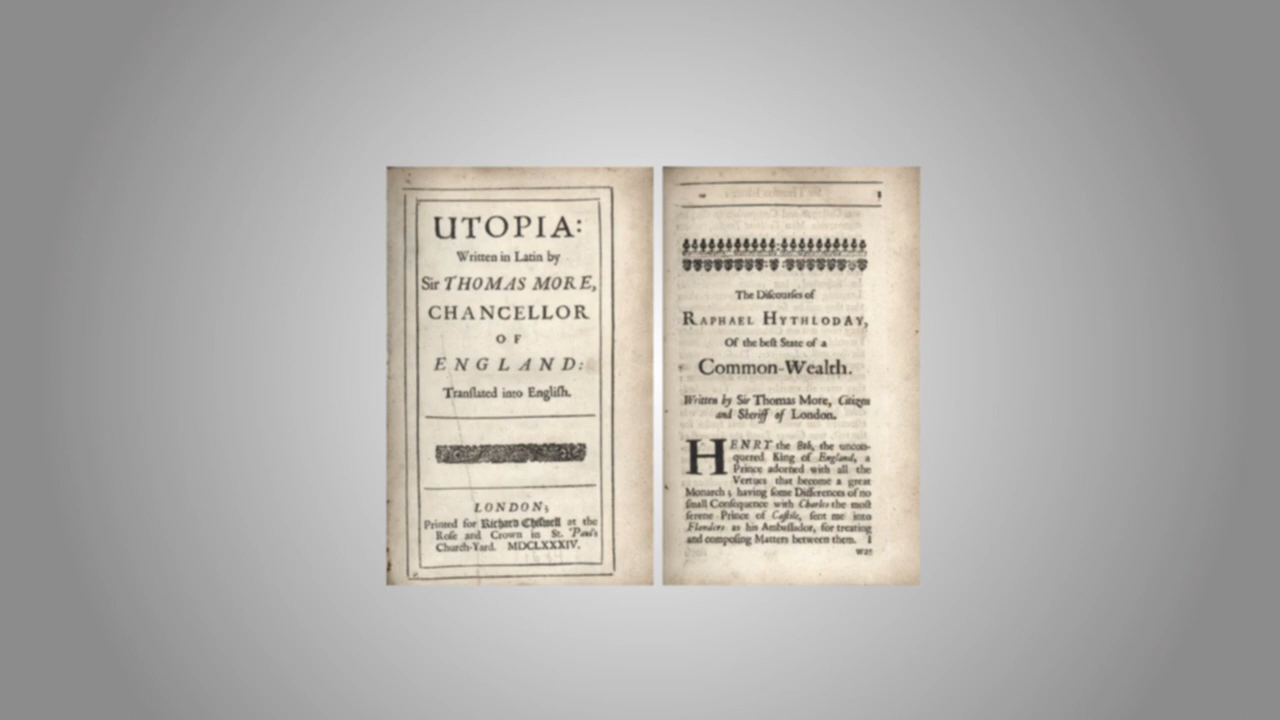 UTOPIA:
Written in Latin by
Sir THOMAS MORE,
CHANCELLOR
OF
ENGLAND:
Tranſlated into Engliſh.
LONDON;
Printed for Richard Chiſwell at the
Roſe and Crown in St. Paul's
Church-Yard. MDCLXXXIV.
The Diſcourſes of
RAPHAEL HYTHLODAY,
Of the beſt State of a
Common-Wealth.
Written by Sir Thomas More, Citizen
and Sheriff of London.
HENRY the 8th, the uncon-
quered King of England, a
Prince adorned with all the
Vertues that become a great
Monarch; having ſome Differences of no
ſmall Conſequence with Charles the moſt
ſerene Prince of Caſtile, ſent me into
Flanders as his Ambaſſador, for treating
and compoſing Matters between them. I
was